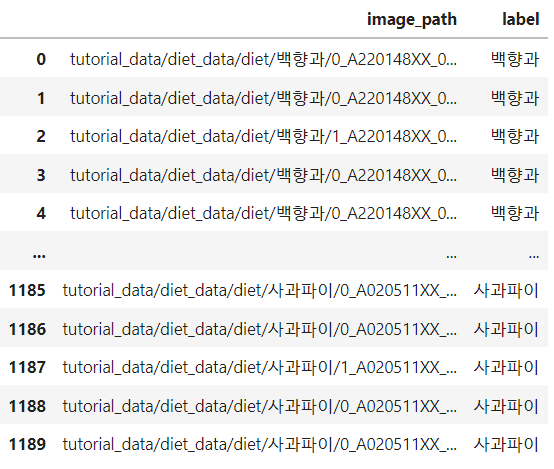 image_path label
0 tutorial_data/diet_data/diet/백향과/0_A220148XX_0... 백향과
1 tutorial_data/diet_data/diet/백향과/0_A220148XX_0... 백향과
2 tutorial_data/diet_data/diet/백향과/1_A220148XX_0... 백향과
3 tutorial_data/diet_data/diet/백향과/0_A220148XX_0... 백향과
4 tutorial_data/diet_data/diet/백향과/0_A220148XX_0... 백향과
... ... ...
1185 tutorial_data/diet_data/diet/사과파이/0_A020511XX_... 사과파이
1186 tutorial_data/diet_data/diet/사과파이/0_A020511XX_... 사과파이
1187 tutorial_data/diet_data/diet/사과파이/1_A020511XX_... 사과파이
1188 tutorial_data/diet_data/diet/사과파이/0_A020511XX_... 사과파이
1189 tutorial_data/diet_data/diet/사과파이/0_A020511XX_... 사과파이